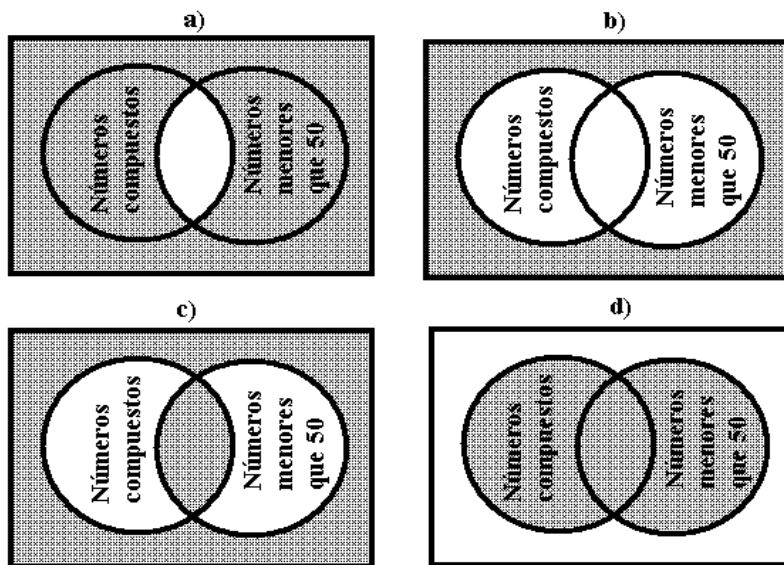 a)
Números
compuestos
Números
menores
que 50
b)
Números
compuestos
Números
menores
que 50
c)
Números
compuestos
Números
menores
que 50
d)
Números
compuestos
Números
menores
que 50